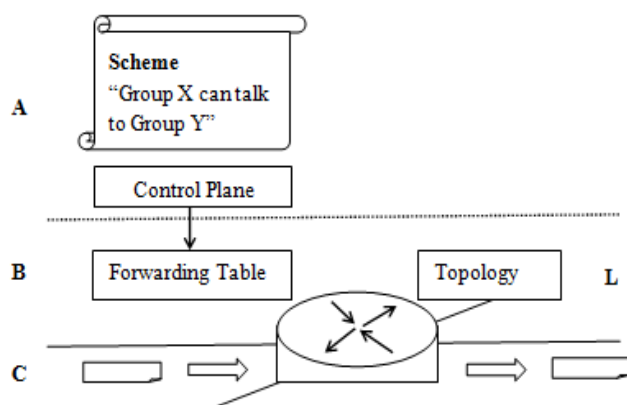 Scheme
“Group X can talk
to Group Y”
A
Control Plane
B
Forwarding Table
Topology
L
C